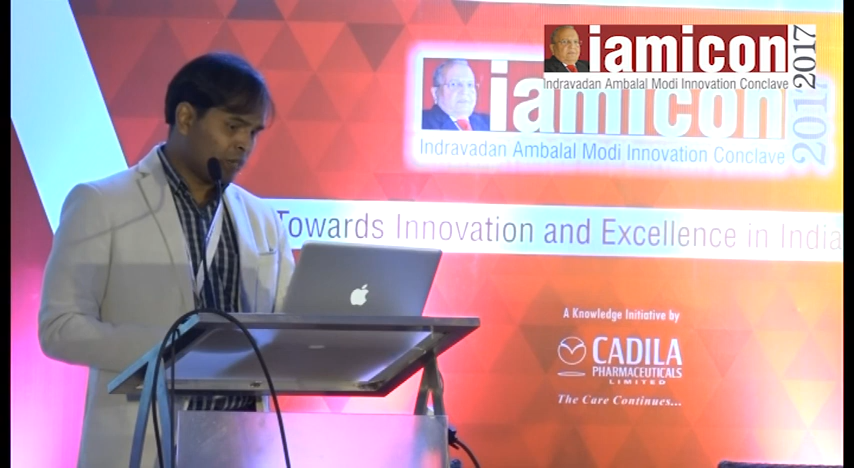 iamicon 2017
Indravadan Ambalal Modi Innovation Conclave
iamicon 2017
Indravadan Ambalal Modi Innovation Conclave
Towards Innovation and Excellence in India
A Knowledge Initiative by
CADILA
PHARMACEUTICALS
LIMITED
The Care Continues...